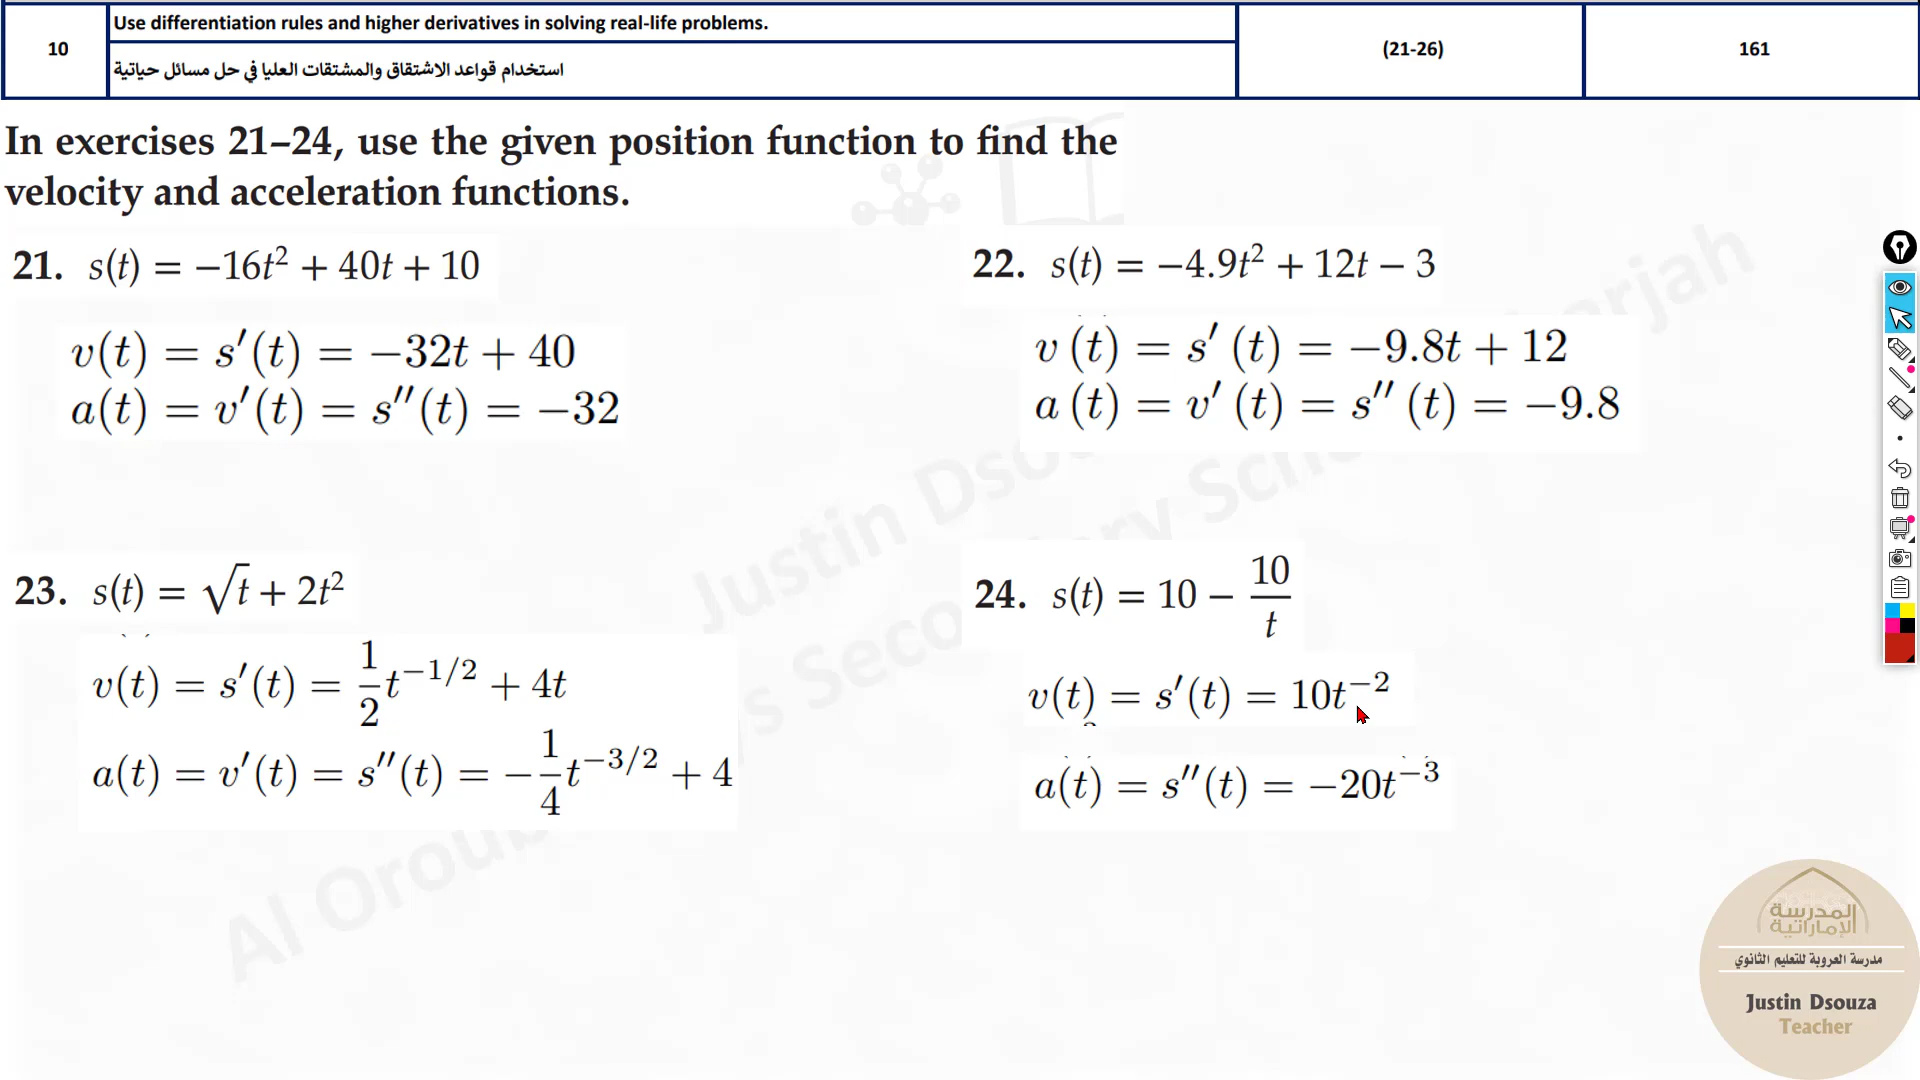 10
Use differentiation rules and higher derivatives in solving real-life problems.
استخدام قواعد الاشتقاق والمشتقات العليا في حل مسائل حياتية
(21-26)
161
In exercises 21–24, use the given position function to find the
velocity and acceleration functions.
21. s(t) = −16t² + 40t + 10
v(t) = s′(t) = −32t + 40
a(t) = v′(t) = s″(t) = −32
22. s(t) = −4.9t² + 12t − 3
v (t) = s′ (t) = −9.8t + 12
a (t) = v′ (t) = s″ (t) = −9.8
23. s(t) = √t + 2t²
v(t) = s′(t) = 1/2 t^{−1/2} + 4t
a(t) = v′(t) = s″(t) = −1/4 t^{−3/2} + 4
24. s(t) = 10 − 10/t
v(t) = s′(t) = 10t⁻²
a(t) = s″(t) = −20t⁻³
المدرسة
الإماراتية
مدرسة العروبة للتعليم الثانوي
Justin Dsouza
Teacher